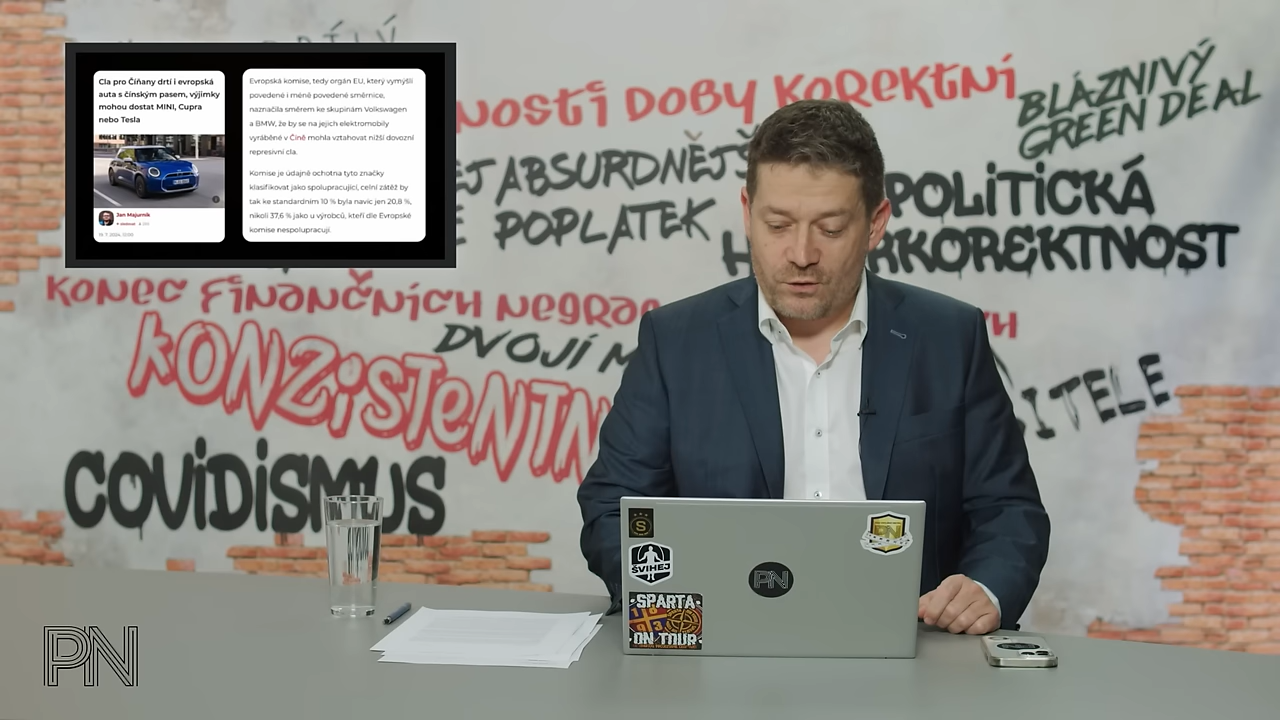 Cla pro Číňany drtí i evropská
auta s čínským pasem, výjimky
mohou dostat MINI, Cupra
nebo Tesla
Jan Majurník
Evropská komise, tedy orgán EU, který vymýšlí
povedené i méně povedené směrnice,
naznačila směrem ke skupinám Volkswagen
a BMW, že by se na jejich elektromobily
vyráběné v Číně mohla vztahovat nižší dovozní
represivní cla.
Komise je údajně ochotna tyto značky
klasifikovat jako spolupracující, celní zátěž by
tak ke standardním 10 % byla navíc jen 20,8 %,
nikoli 37,6 % jako u výrobců, kteří dle Evropské
komise nespolupracují.
NOSTÍ DOBY KOREKTNÍ
BLÁZNIVÝ
GREEN DEAL
EJ ABSURDNĚJŠ
POPLATEK
POLITICKÁ
H RKOREKTNOST
KONEC FINANČNÍCH NEGRA
DVOJÍ M
KONZISTENTN
ITELE
COVIDISMUS
S
ŠVIHEJ
SPARTA
ON TOUR
PN
PN
PN